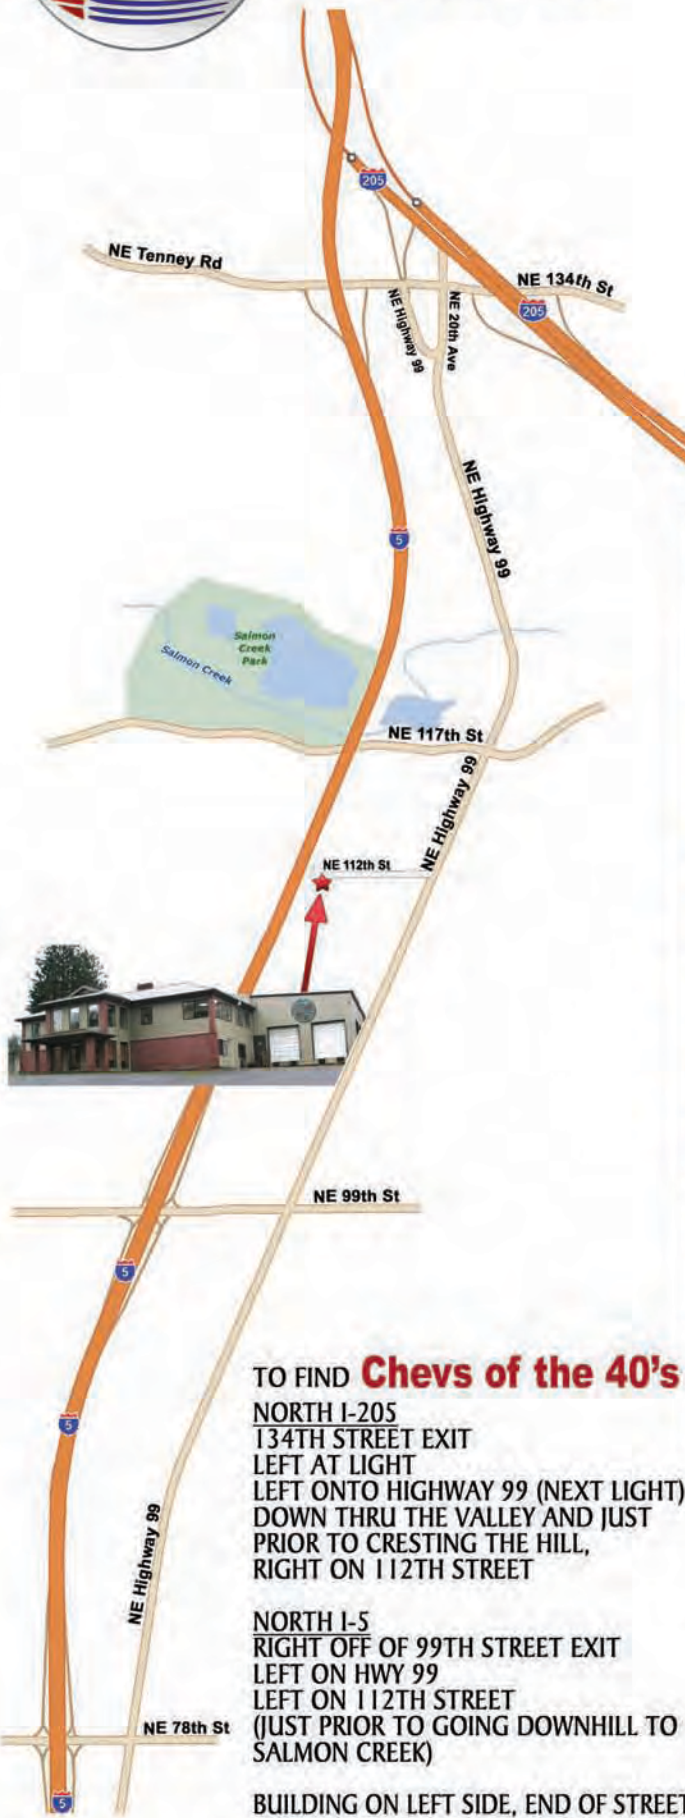 205
NE Tenney Rd
NE 134th St
205
NE Highway 99
NE 20th Ave
NE Highway 99
5
Salmon
Creek
Park
Salmon Creek
NE 117th St
NE Highway 99
NE 112th St
NE 99th St
5
5
NE Highway 99
NE 78th St
5
TO FIND Chevs of the 40's
NORTH I-205
134TH STREET EXIT
LEFT AT LIGHT
LEFT ONTO HIGHWAY 99 (NEXT LIGHT)
DOWN THRU THE VALLEY AND JUST
PRIOR TO CRESTING THE HILL,
RIGHT ON 112TH STREET
NORTH I-5
RIGHT OFF OF 99TH STREET EXIT
LEFT ON HWY 99
LEFT ON 112TH STREET
(JUST PRIOR TO GOING DOWNHILL TO
SALMON CREEK)
BUILDING ON LEFT SIDE, END OF STREET